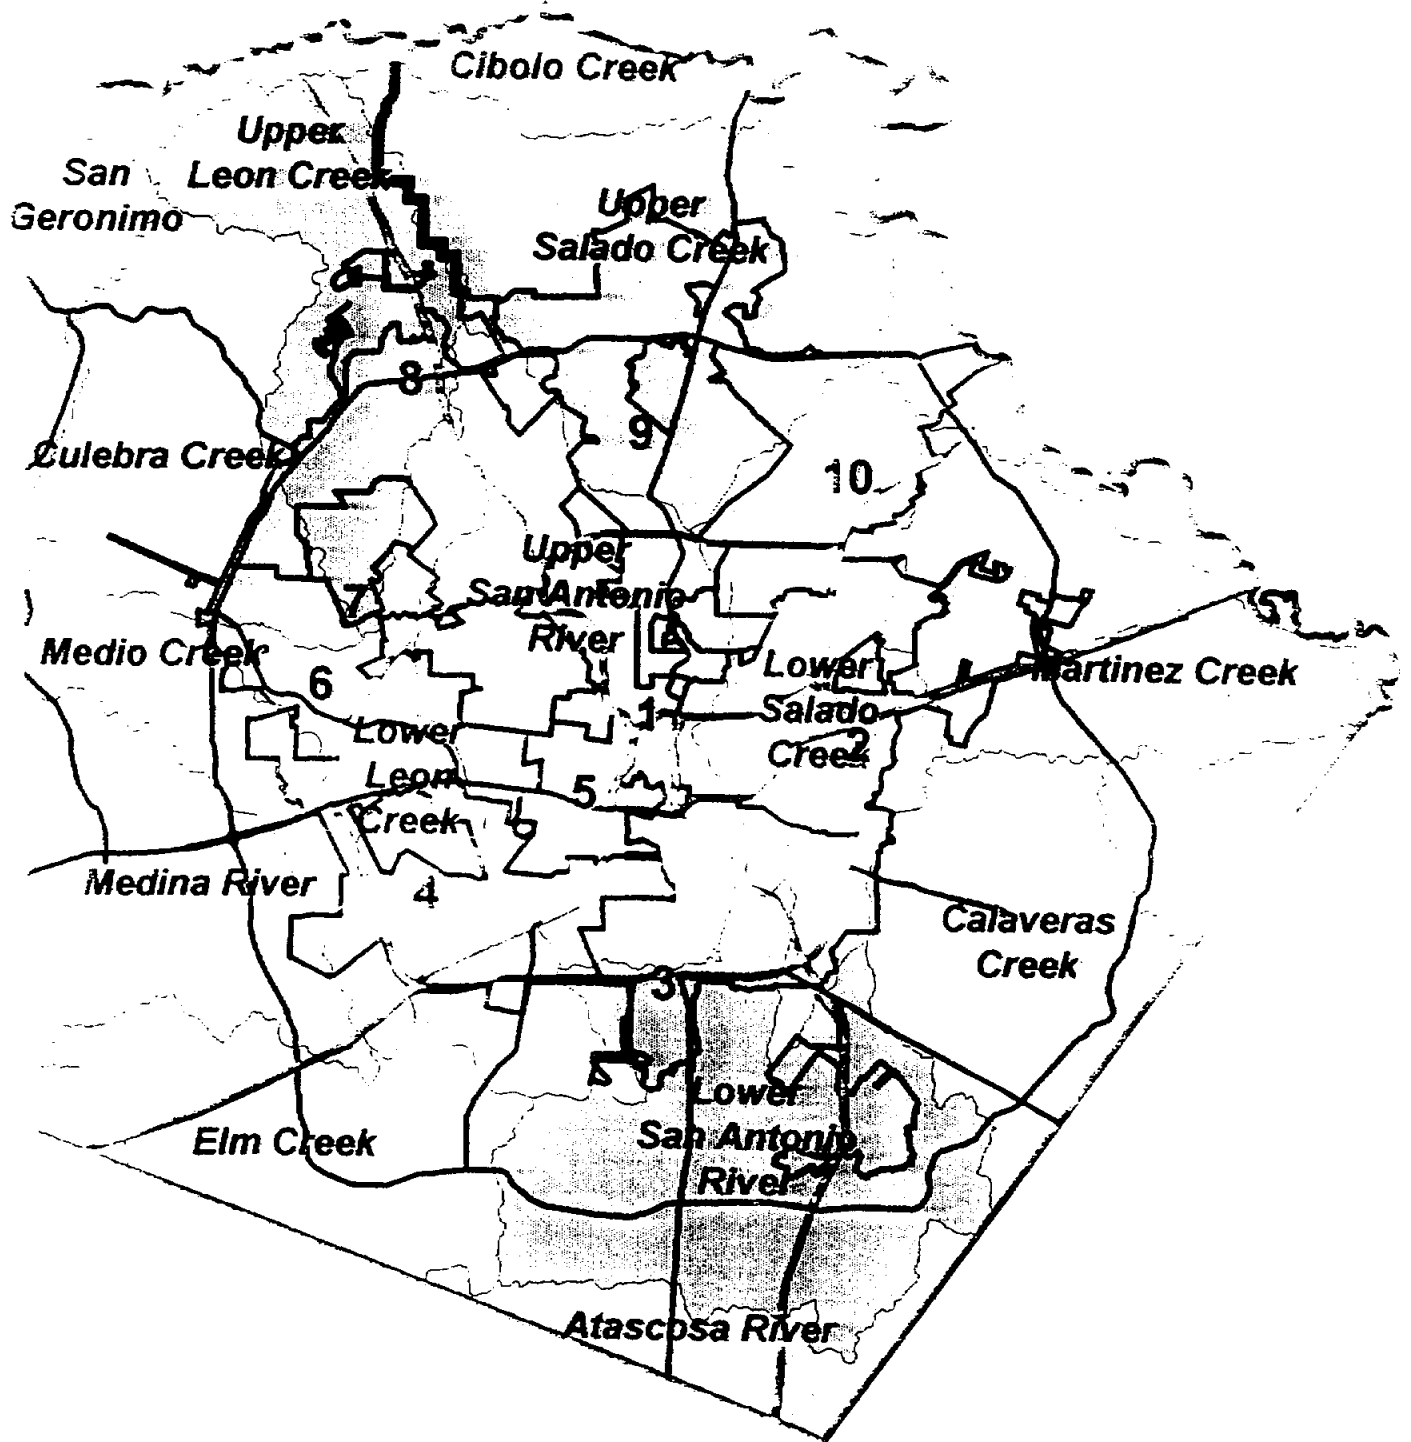 Cibolo Creek
Upper
Leon Creek
San
Geronimo
Upper
Salado Creek
8
9
Culebra Creek
10
Upper
San Antonio
River
7
Medio Creek
6
Lower
Salado
Creek
Martinez Creek
1
2
Lower
Leon
Creek
5
Medina River
4
Calaveras
Creek
3
Lower
San Antonio
River
Elm Creek
Atascosa River